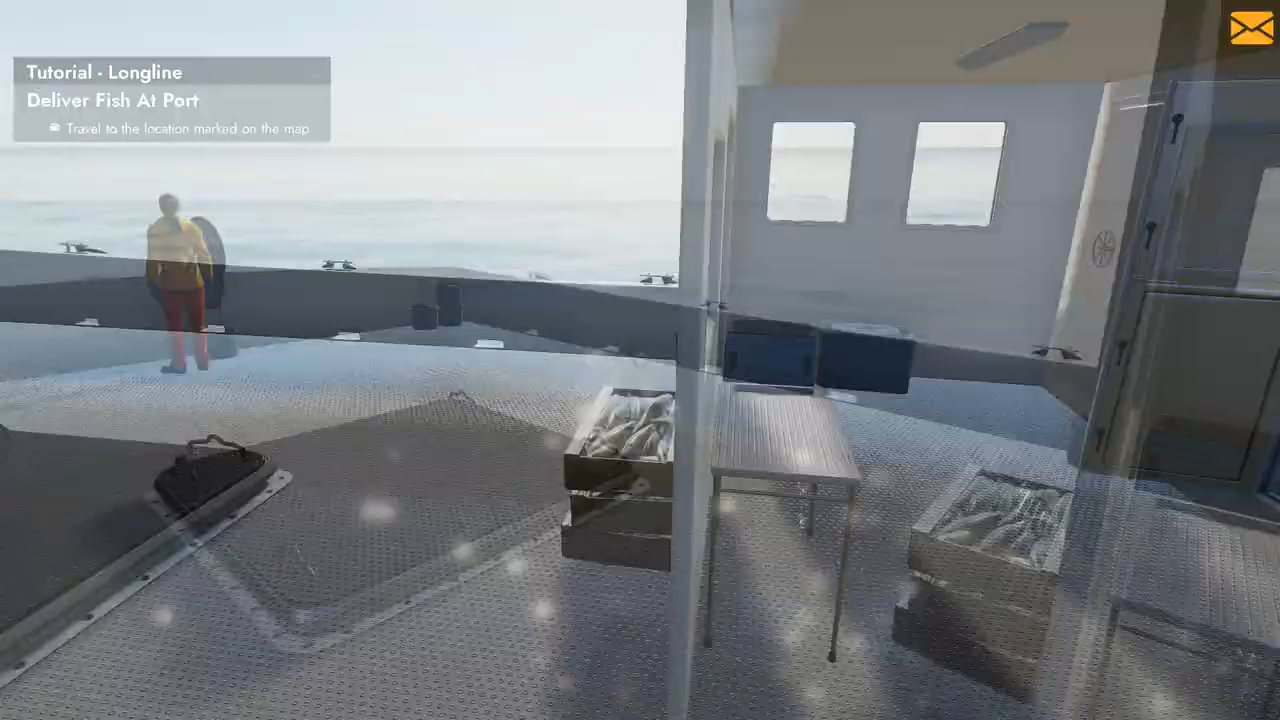 Tutorial - Longline
Deliver Fish At Port
Travel to the location marked on the map